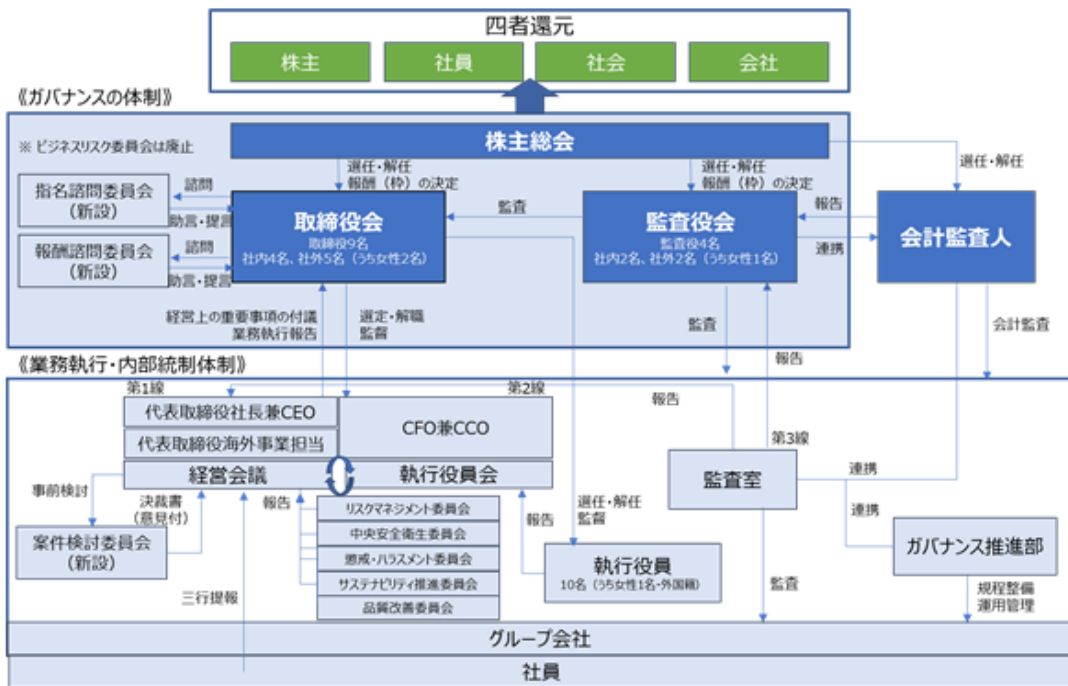 四者還元
株主
社員
社会
会社
《ガバナンスの体制》
株主総会
※ ビジネスリスク委員会は廃止
選任・解任
報酬（枠）の決定
選任・解任
報酬（枠）の決定
選任・解任
指名諮問委員会
（新設）
諮問
助言・提言
報酬諮問委員会
（新設）
諮問
助言・提言
取締役会
取締役9名
社内4名、社外5名（うち女性2名）
監査
監査役会
監査役4名
社内2名、社外2名（うち女性1名）
報告
連携
会計監査人
経営上の重要事項の付議
業務執行報告
選定・解職
監督
監査
報告
会計監査
《業務執行・内部統制体制》
第1線
第2線
報告
代表取締役社長兼CEO
代表取締役海外事業担当
CFO兼CCO
第3線
経営会議
執行役員会
監査室
連携
連携
事前検討
決裁書
（意見付）
報告
リスクマネジメント委員会
中央安全衛生委員会
懲戒・ハラスメント委員会
サステナビリティ推進委員会
品質改善委員会
報告
選任・解任
監督
案件検討委員会
（新設）
執行役員
10名（うち女性1名・外国籍）
ガバナンス推進部
三行提報
監査
規程整備
運用管理
グループ会社
社員